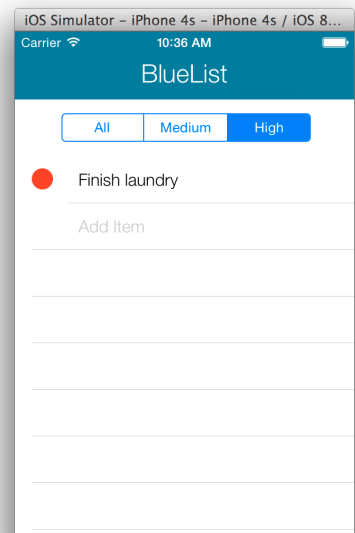 iOS Simulator – iPhone 4s – iPhone 4s / iOS 8...
Carrier 10:36 AM
BlueList
All Medium High
Finish laundry
Add Item